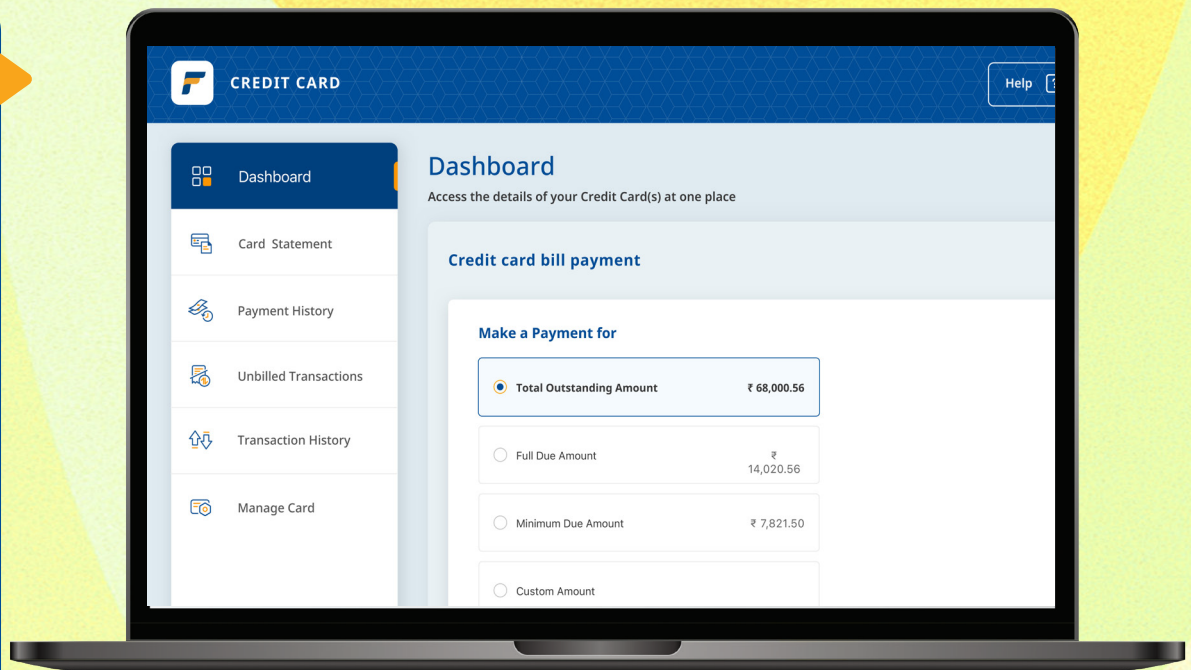 CREDIT CARD
Help
Dashboard
Card Statement
Payment History
Unbilled Transactions
Transaction History
Manage Card
Dashboard
Access the details of your Credit Card(s) at one place
Credit card bill payment
Make a Payment for
Total Outstanding Amount ₹ 68,000.56
Full Due Amount ₹
14,020.56
Minimum Due Amount ₹ 7,821.50
Custom Amount